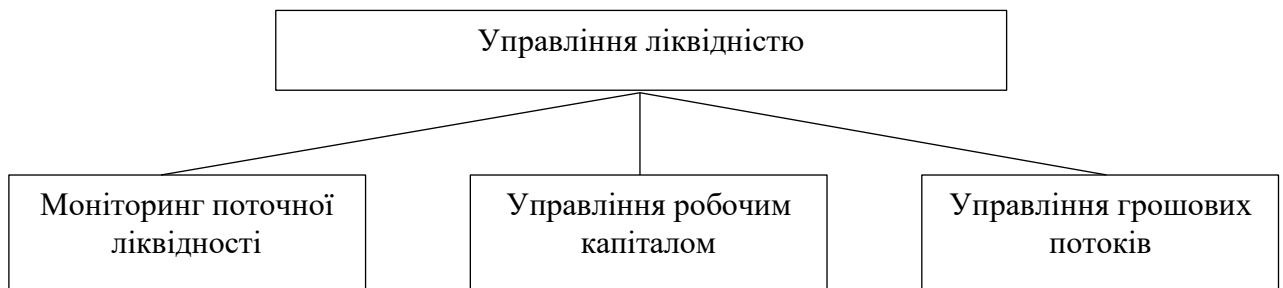 Управління ліквідністю
Моніторинг поточної
ліквідності
Управління робочим
капіталом
Управління грошових
потоків